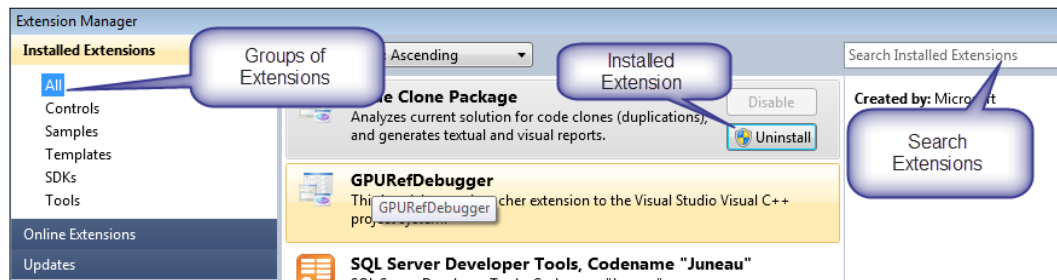 Extension Manager
Installed Extensions
All
Controls
Samples
Templates
SDKs
Tools
Online Extensions
Updates
Groups of
Extensions
Ascending
Installed
Extension
Clone Package
Analyzes current solution for code clones (duplications),
and generates textual and visual reports.
Disable
Uninstall
GPURefDebugger
extension to the Visual Studio Visual C++
GPURefDebugger
SQL Server Developer Tools, Codename "Juneau"
Search Installed Extensions
Created by:
Search
Extensions